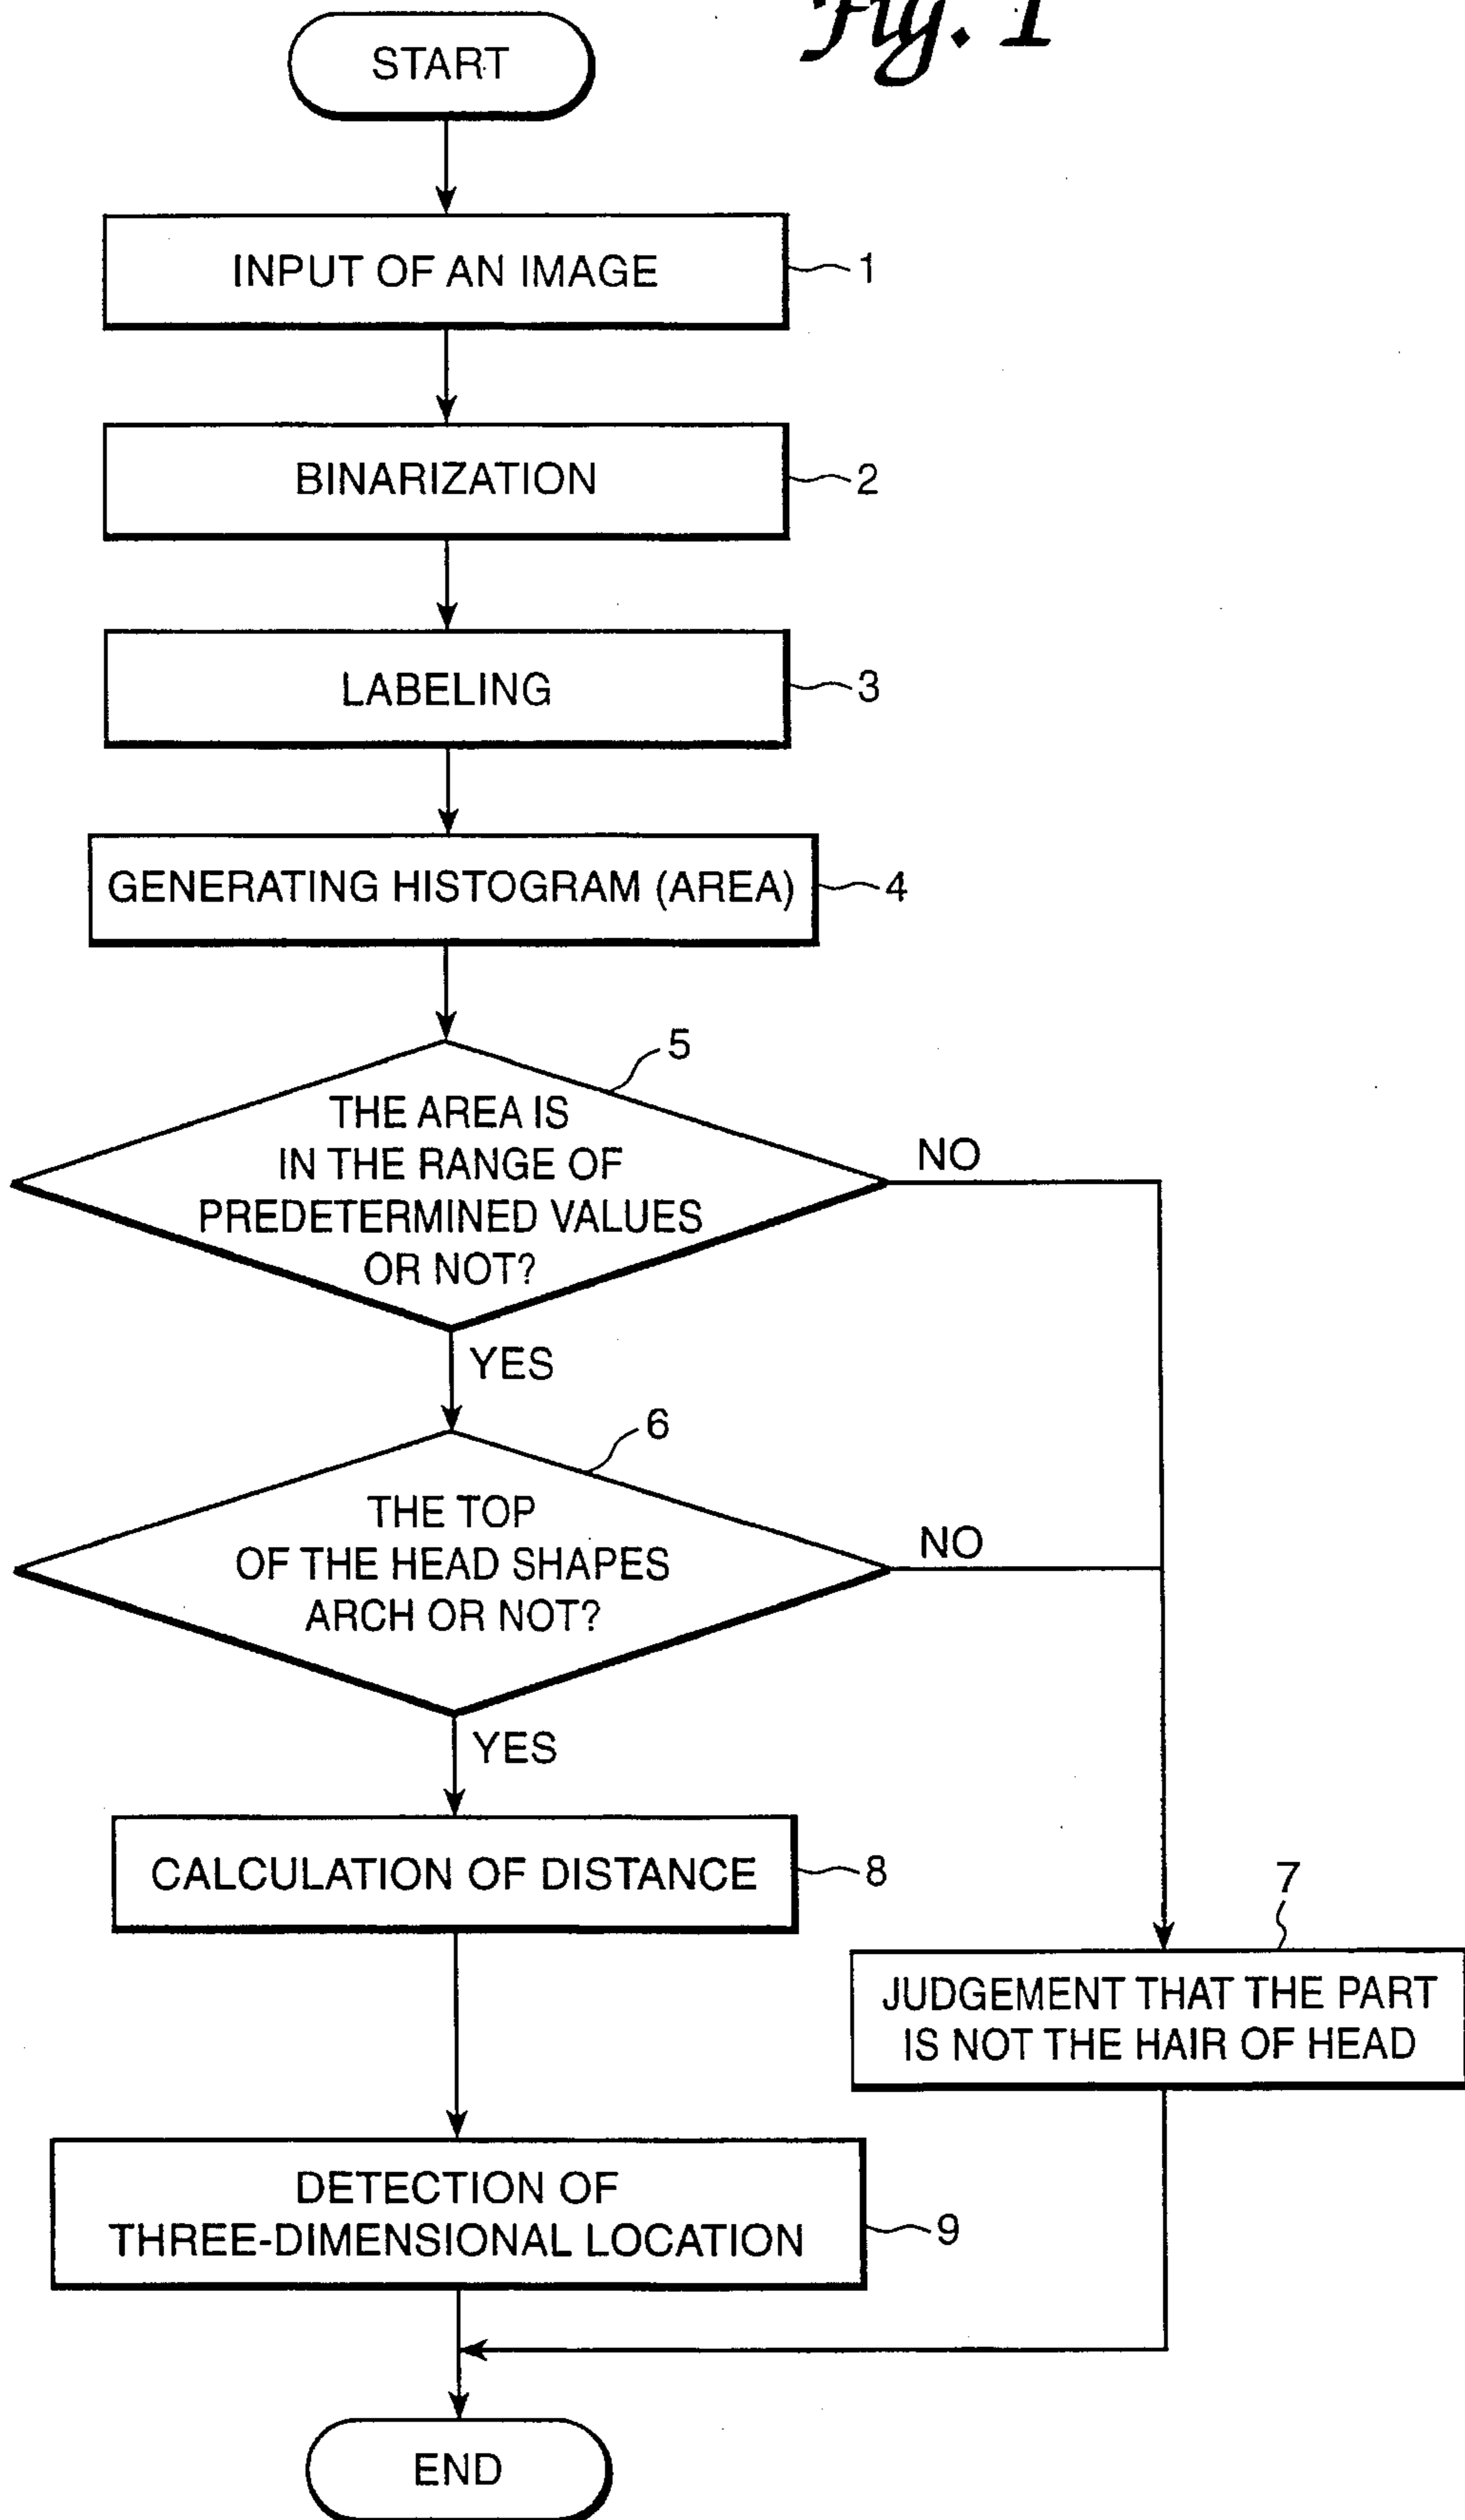 Fig. 1
START
INPUT OF AN IMAGE
1
BINARIZATION
2
LABELING
3
GENERATING HISTOGRAM (AREA)
4
5
THE AREA IS
IN THE RANGE OF
PREDETERMINED VALUES
OR NOT?
NO
YES
6
THE TOP
OF THE HEAD SHAPES
ARCH OR NOT?
NO
YES
CALCULATION OF DISTANCE
8
7
JUDGEMENT THAT THE PART
IS NOT THE HAIR OF HEAD
DETECTION OF
THREE-DIMENSIONAL LOCATION
9
END